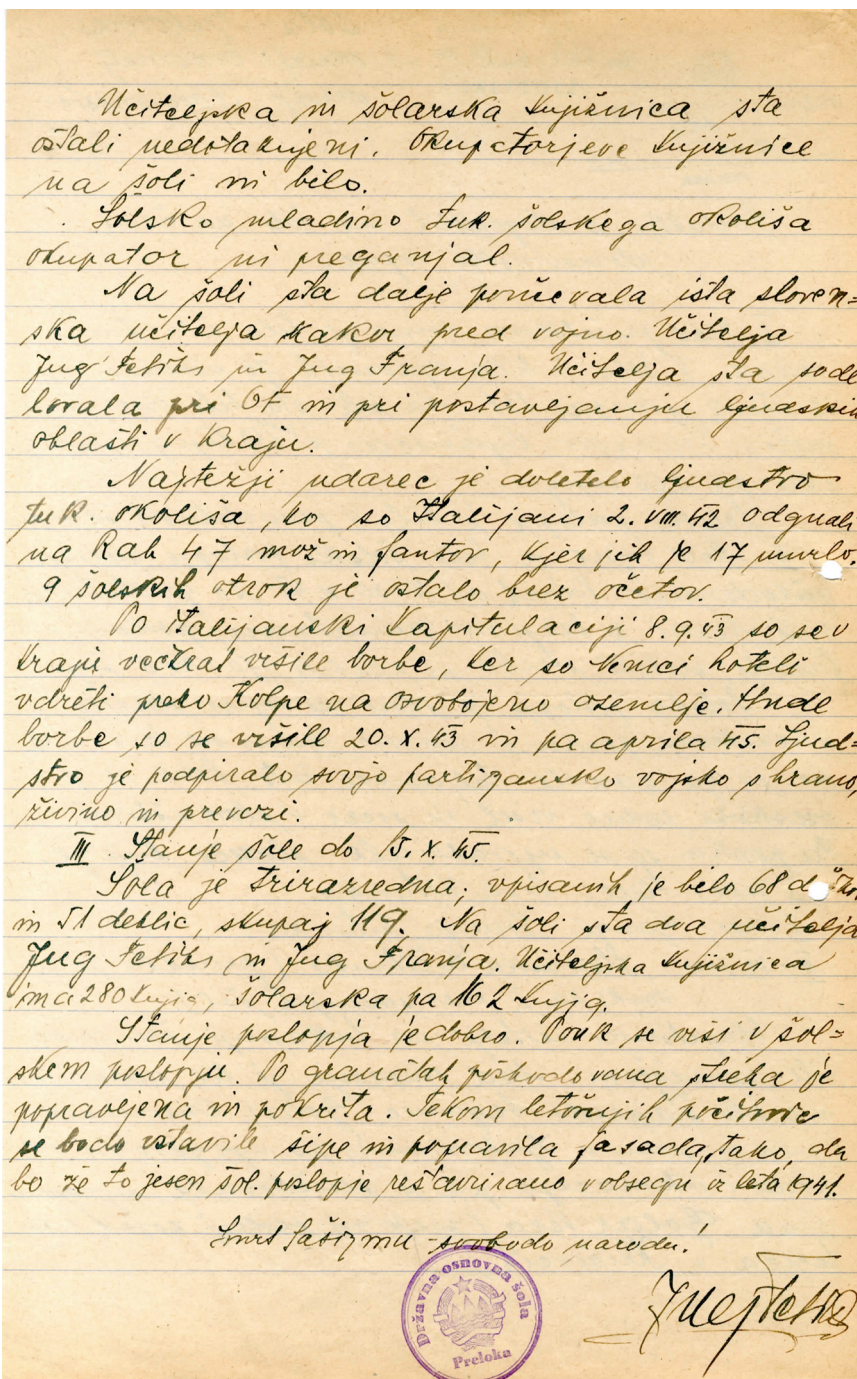 Učiteljska in šolarska knjižnica sta
ostali nedotaknjeni. Okupatorjeve knjižnice
na šoli ni bilo.
Šolsko mladino tuk. šolskega okoliša
okupator ni preganjal.
Na šoli sta dalje poučevala ista sloven=
ska učitelja kakor pred vojno. Učitelja
Jug Feliks in Jug Franja. Učitelja sta sode
lovala pri OF in pri postavljanju ljudskih
oblasti v kraju.
Najtežji udarec je doletelo ljudstvo
tuk. okoliša, ko so Italijani 2. VIII. 42 odgnali
na Rab 47 mož in fantov, kjer jih je 17 umrlo.
9 šolskih otrok je ostalo brez očetov.
Po italijanski kapitulaciji 8. 9. 43 so se v
kraju večkrat vršile borbe, ker so Nemci hoteli
vdreti preko Kolpe na osvobojeno ozemlje. Hude
borbe so se vršile 20. X. 43 in pa aprila 45. Ljud=
stvo je podpiralo svojo partizansko vojsko s hrano,
živino in prevozi.
III. Stanje šole do 15. X. 45.
Šola je trirazredna; vpisanih je bilo 68
in 51 deklic, skupaj 119. Na šoli sta dva učitelja
Jug Feliks in Jug Franja. Učiteljska knjižnica
ima 280 knjig, šolarska pa 162 knjig.
Stanje poslopja je dobro. Pouk se vrši v šol=
skem poslopju. Po granatah poškodovana streha je
popravljena in pokrita. Tekom letošnjih počitnic
se bodo vstavile šipe in popravila fasada, tako, da
bo že to jesen šol. poslopje restavrirano v obsegu iz leta 1941.
Smrt fašizmu - svobodo narodu!
Jug Feliks
Državna osnovna šola
Preloka